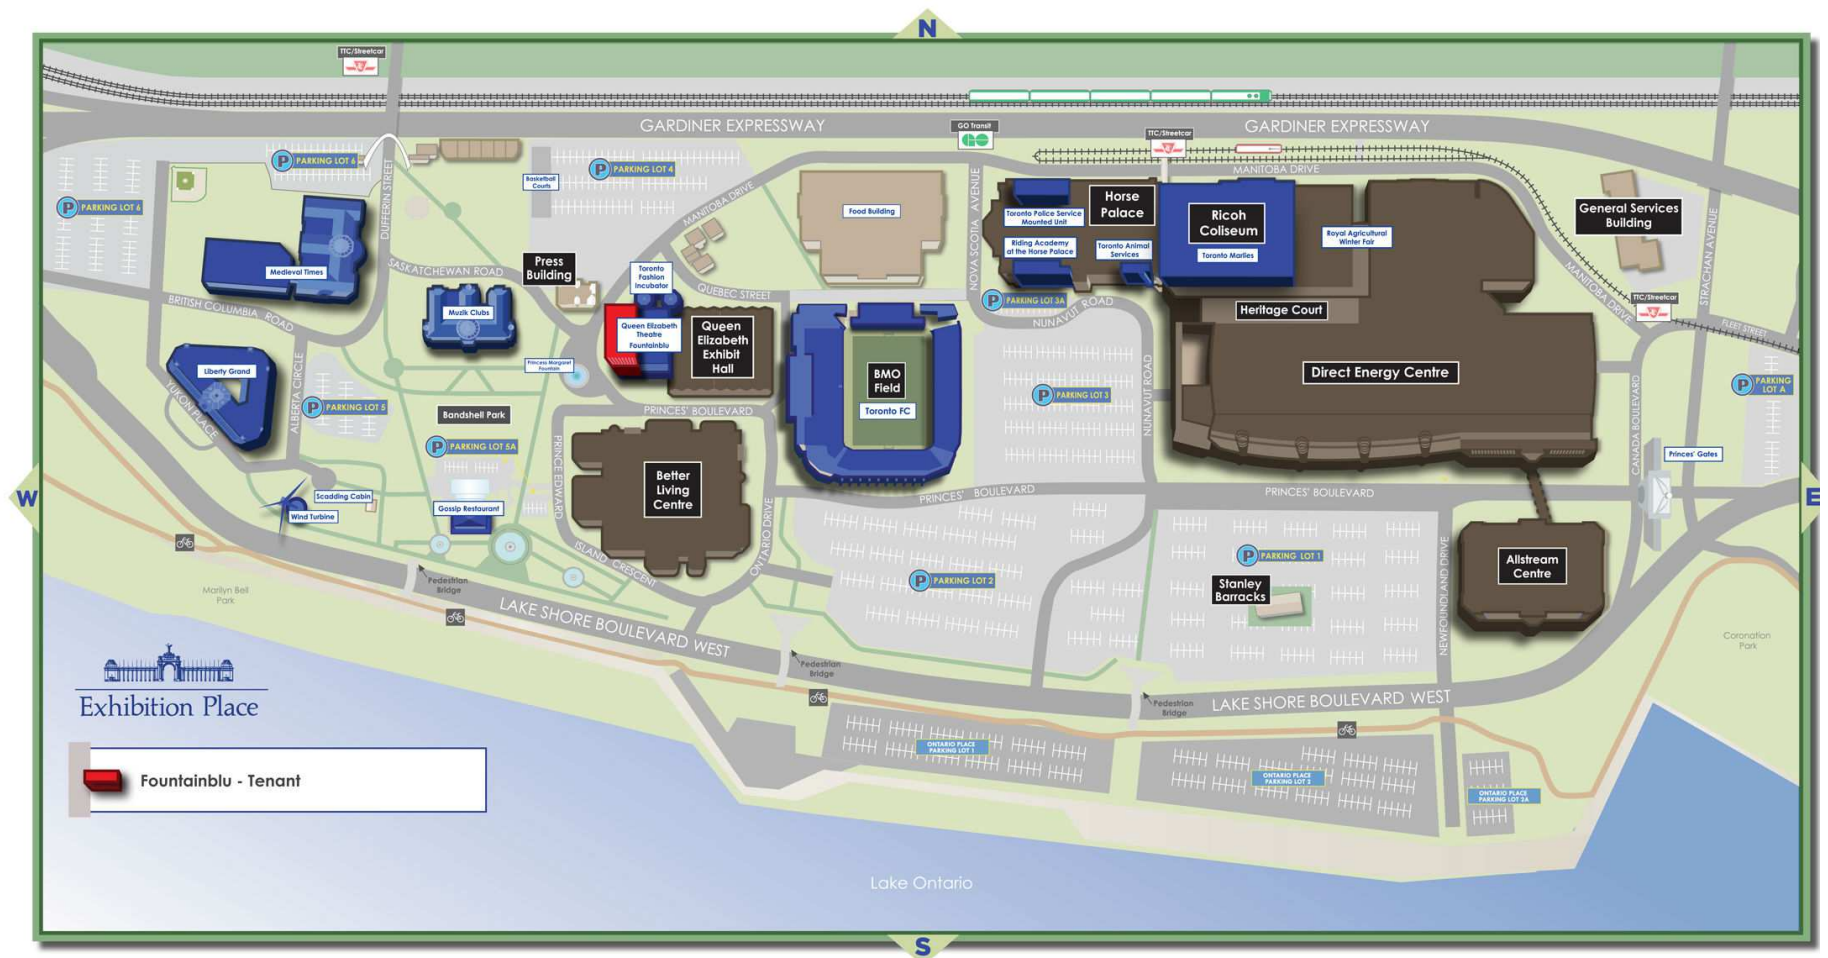 N
TTC/Streetcar
GARDINER EXPRESSWAY
GO Transit
GO
TTC/Streetcar
GARDINER EXPRESSWAY
P PARKING LOT 6
P PARKING LOT 4
MANITOBA DRIVE
Basketball
Courts
DUFFERIN STREET
MANITOBA DRIVE
P PARKING LOT 6
Food Building
NOVA SCOTIA AVENUE
Toronto Police Service
Mounted Unit
Horse
Palace
Ricoh
Coliseum
Toronto Marlies
Riding Academy
at the Horse Palace
Toronto Animal
Services
Royal Agricultural
Winter Fair
General Services
Building
STRACHAN AVENUE
Medieval Times
SASKATCHEWAN ROAD
Press
Building
Toronto
Fashion
Incubator
QUEBEC STREET
MANITOBA DRIVE
BRITISH COLUMBIA ROAD
Muzik Clubs
P PARKING LOT 3A
NUNAVUT ROAD
Heritage Court
TTC/Streetcar
FLEET STREET
Queen Elizabeth
Theatre
Fountainblu
Queen
Elizabeth
Exhibit
Hall
Princess Margaret
Fountain
Liberty Grand
ALBERTA CIRCLE
YUKON PLACE
P PARKING LOT 5
BMO
Field
Toronto FC
P PARKING LOT 3
NUNAVUT ROAD
Direct Energy Centre
P PARKING
LOT A
CANADA BOULEVARD
Bandshell Park
PRINCES' BOULEVARD
P PARKING LOT 5A
PRINCE EDWARD
ISLAND CRESCENT
Better
Living
Centre
ONTARIO DRIVE
Princes' Gates
W
E
PRINCES' BOULEVARD
PRINCES' BOULEVARD
Scadding Cabin
Wind Turbine
Gossip Restaurant
P PARKING LOT 1
NEWFOUNDLAND DRIVE
Allstream
Centre
P PARKING LOT 2
Stanley
Barracks
Marilyn Bell
Park
Pedestrian
Bridge
LAKE SHORE BOULEVARD WEST
Pedestrian
Bridge
Coronation
Park
Pedestrian
Bridge
LAKE SHORE BOULEVARD WEST
Exhibition Place
ONTARIO PLACE
PARKING LOT 1
ONTARIO PLACE
PARKING LOT 2
ONTARIO PLACE
PARKING LOT 2A
Fountainblu - Tenant
Lake Ontario
S